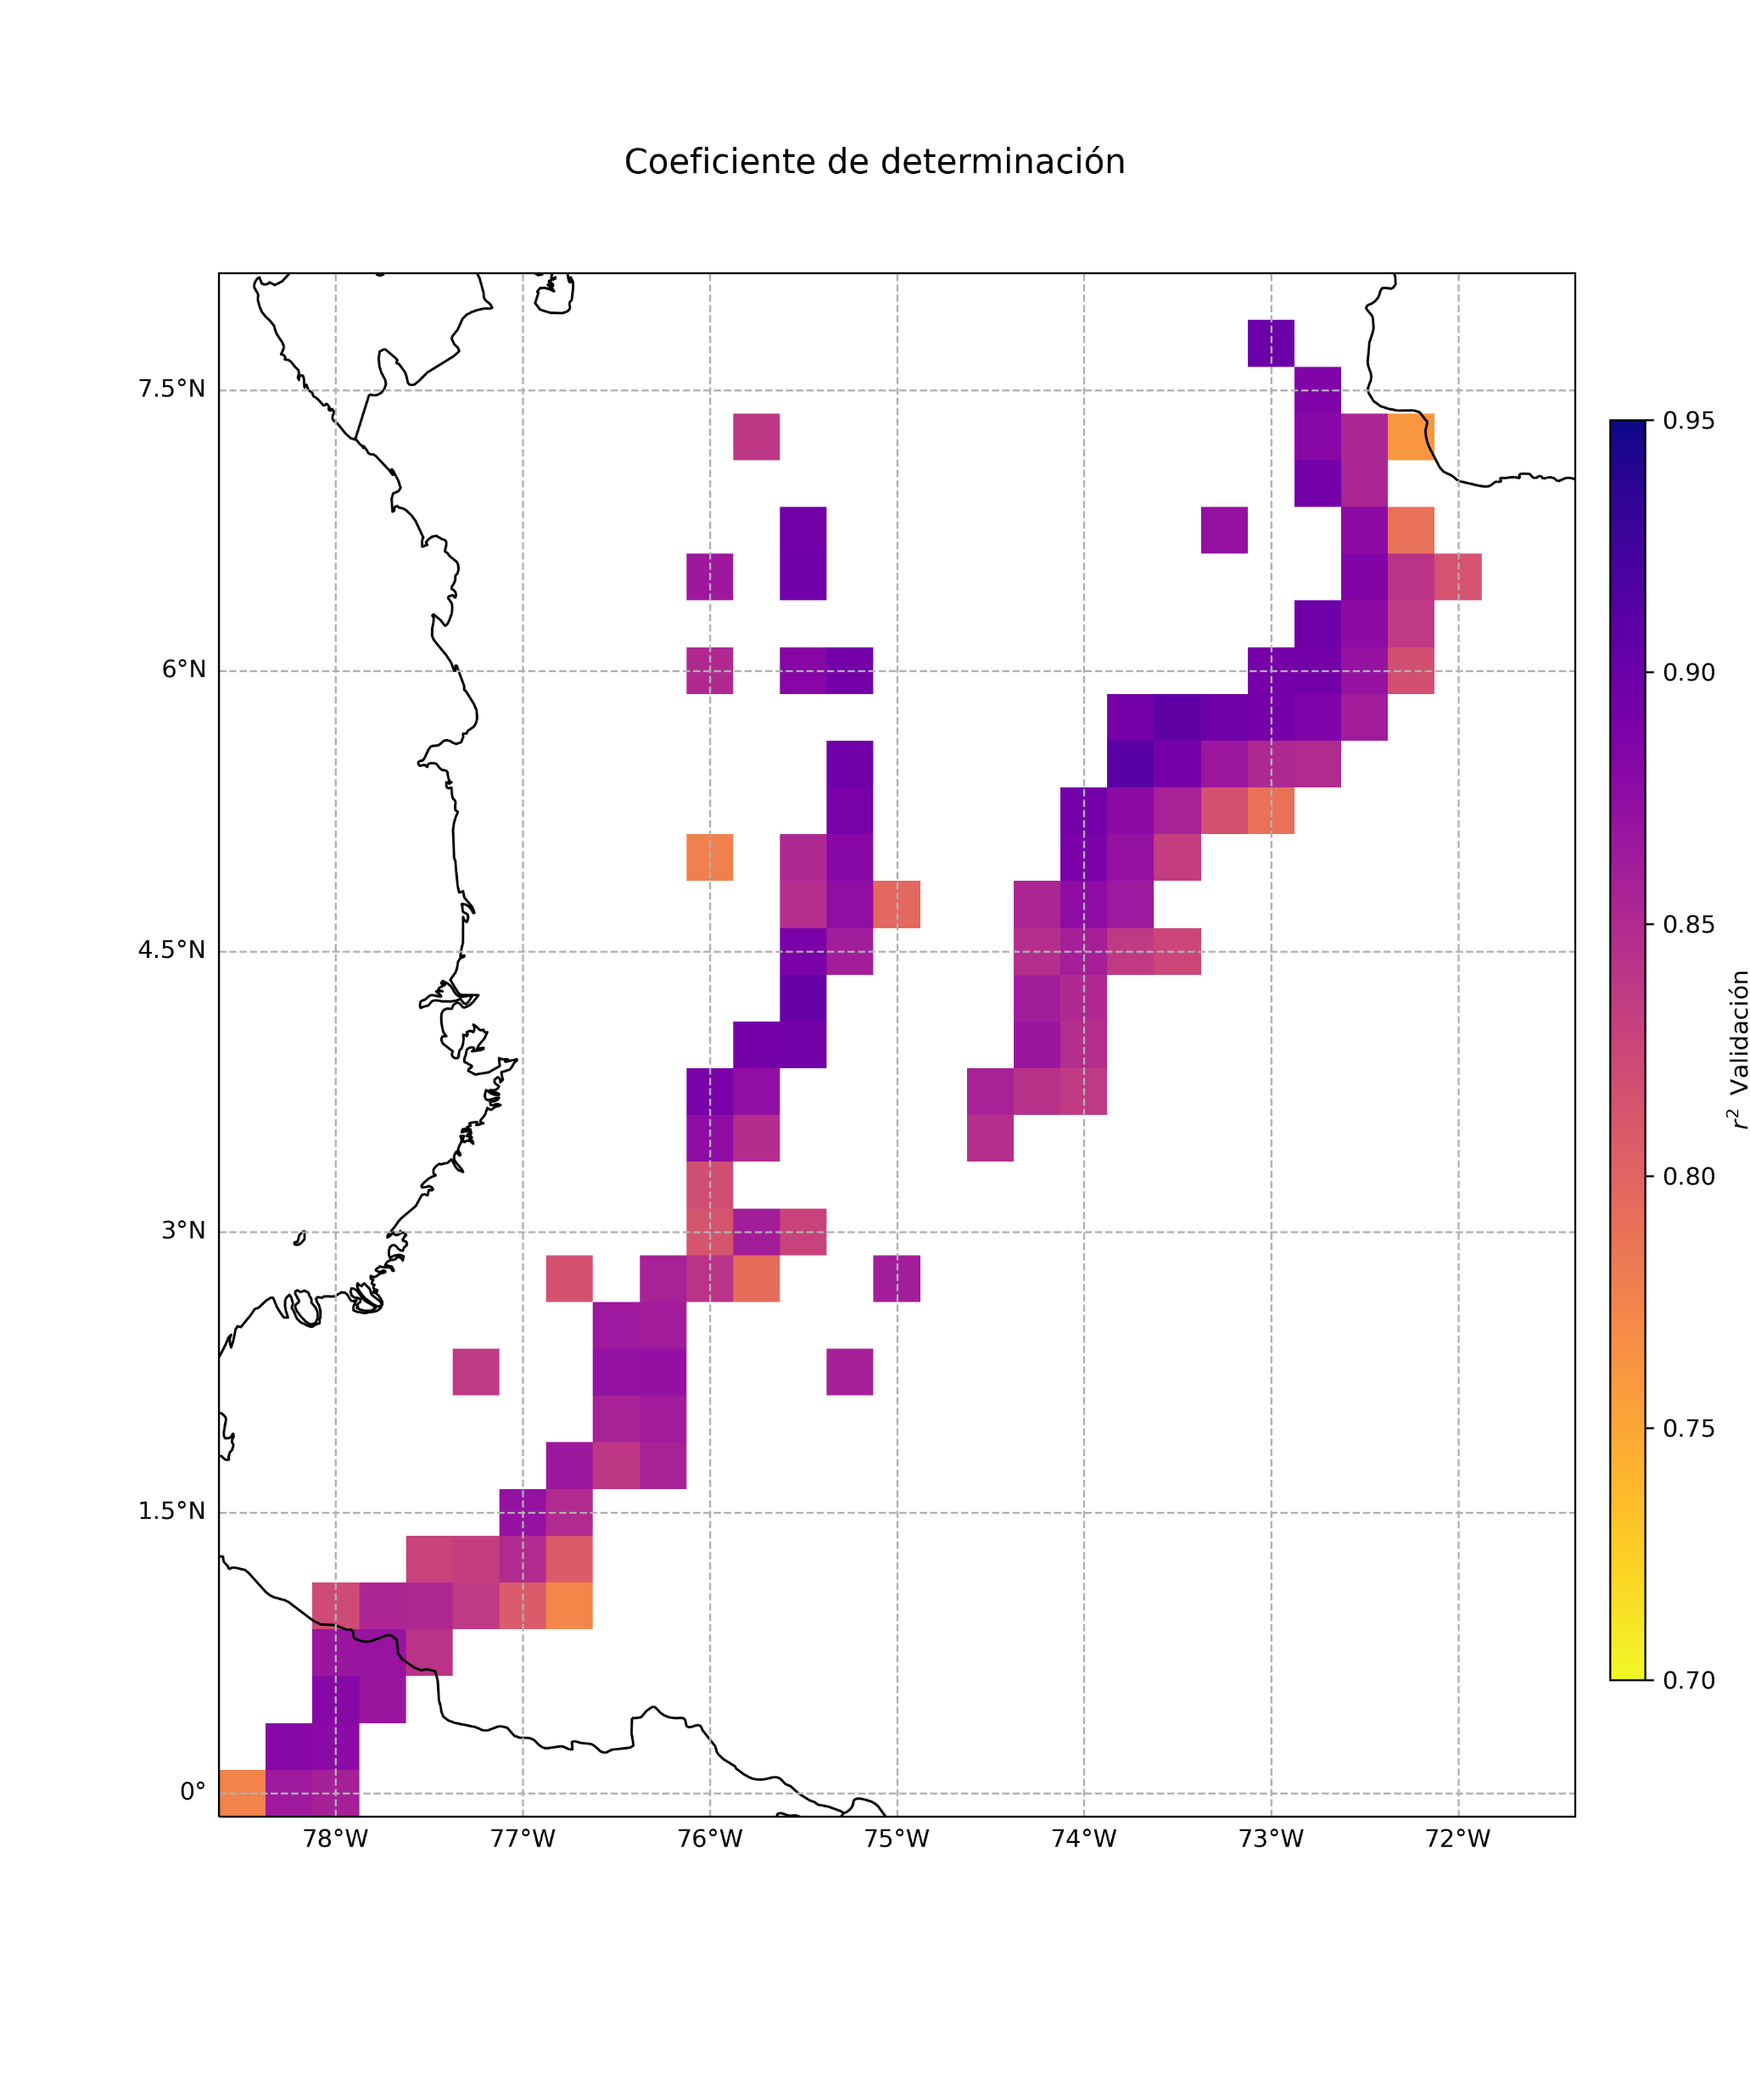 Coeficiente de determinación
7.5°N
6°N
4.5°N
3°N
1.5°N
0°
78°W 77°W 76°W 75°W 74°W 73°W 72°W
0.95
0.90
0.85
0.80
0.75
0.70
r² Validación